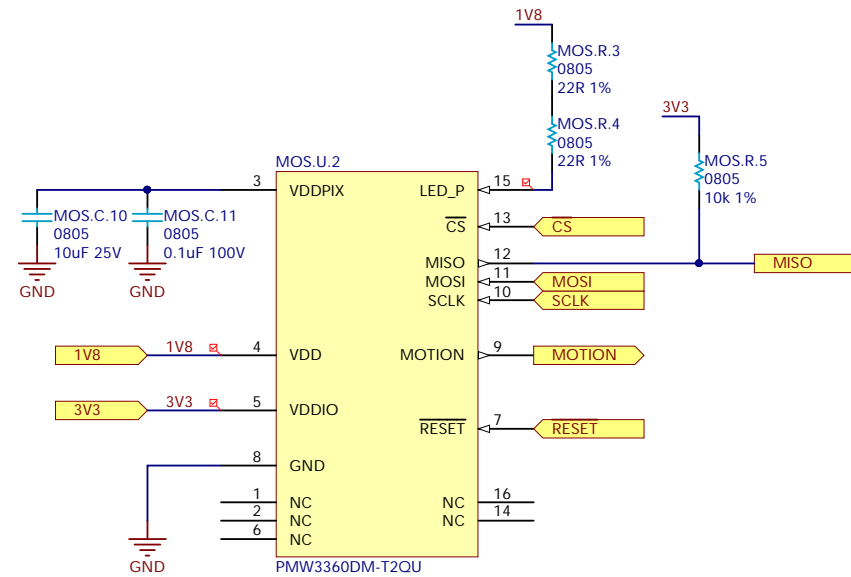 1V8
MOS.R.3
0805
22R 1%
MOS.R.4
0805
22R 1%
3V3
MOS.R.5
0805
10k 1%
MOS.U.2
3 VDDPIX
LED_P 15
MOS.C.10
0805
10uF 25V
GND
MOS.C.11
0805
0.1uF 100V
GND
CS 13 CS
MISO 12 MISO
MOSI 11 MOSI
SCLK 10 SCLK
1V8 1V8 4 VDD
MOTION 9 MOTION
3V3 3V3 5 VDDIO
RESET 7 RESET
8 GND
1 NC
NC 16
2 NC
NC 14
6 NC
GND
PMW3360DM-T2QU